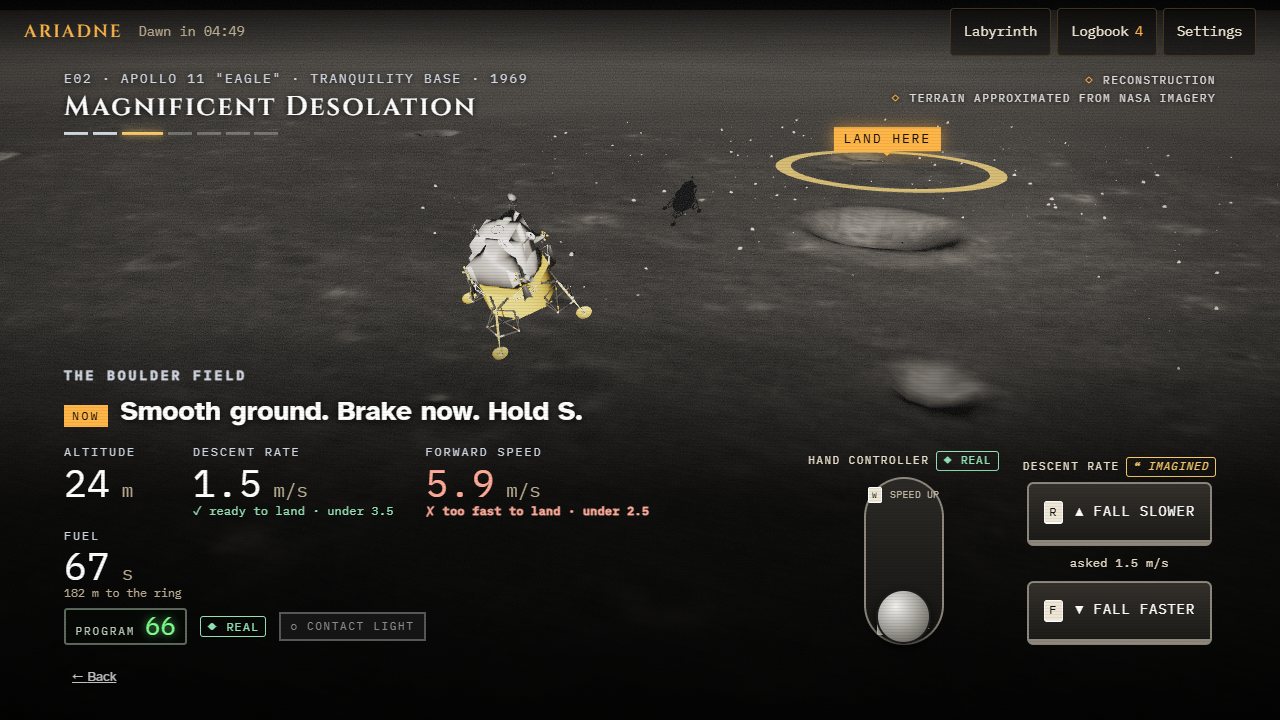 ARIADNE Dawn in 04:49 Labyrinth Logbook 4 Settings
E02 · APOLLO 11 "EAGLE" · TRANQUILITY BASE · 1969
Magnificent Desolation
◇ RECONSTRUCTION
◇ TERRAIN APPROXIMATED FROM NASA IMAGERY
LAND HERE
THE BOULDER FIELD
NOW Smooth ground. Brake now. Hold S.
ALTITUDE DESCENT RATE FORWARD SPEED
24 m 1.5 m/s 5.9 m/s
✓ ready to land · under 3.5 ✗ too fast to land · under 2.5
FUEL
67 s
182 m to the ring
PROGRAM 66 ◆ REAL ○ CONTACT LIGHT
← Back
HAND CONTROLLER ◆ REAL
W SPEED UP
DESCENT RATE ❝ IMAGINED
R ▲ FALL SLOWER
asked 1.5 m/s
F ▼ FALL FASTER